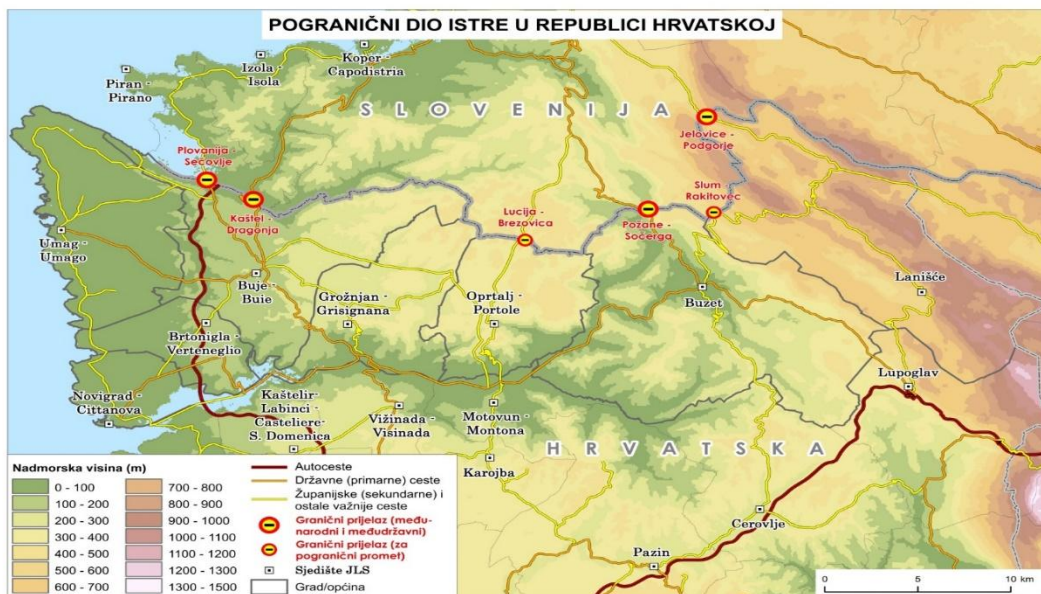 POGRANIČNI DIO ISTRE U REPUBLICI HRVATSKOJ
Koper -
Capodistria
Izola -
Isola
Piran -
Pirano
SLOVENIJA
Jelovice -
Podgorje
Plovanija -
Sečovlje
Slum
Rakitovec
Kaštel -
Dragonja
Lucija -
Brezovica
Požane -
Sočerga
Umag -
Umago
Buje -
Buie
Lanišće
Buzet
Grožnjan -
Grisignana
Oprtalj -
Portole
Brtonigla -
Verteneglio
Lupoglav
Novigrad -
Cittanova
Kaštelir-
Labinci -
Casteliere-
S. Domenica
Vižinada -
Visinada
Motovun -
Montona
HRVATSKA
Karojba
Cerovlje
Pazin
Nadmorska visina (m)
0 - 100
100 - 200
200 - 300
300 - 400
400 - 500
500 - 600
600 - 700
700 - 800
800 - 900
900 - 1000
1000 - 1100
1100 - 1200
1200 - 1300
1300 - 1500
Autoceste
Državne (primarne) ceste
Županijske (sekundarne) i
ostale važnije ceste
Granični prijelaz (među-
narodni i međudržavni)
Granični prijelaz (za
pogranični promet)
Sjedište JLS
Grad/općina
0 5 10 km